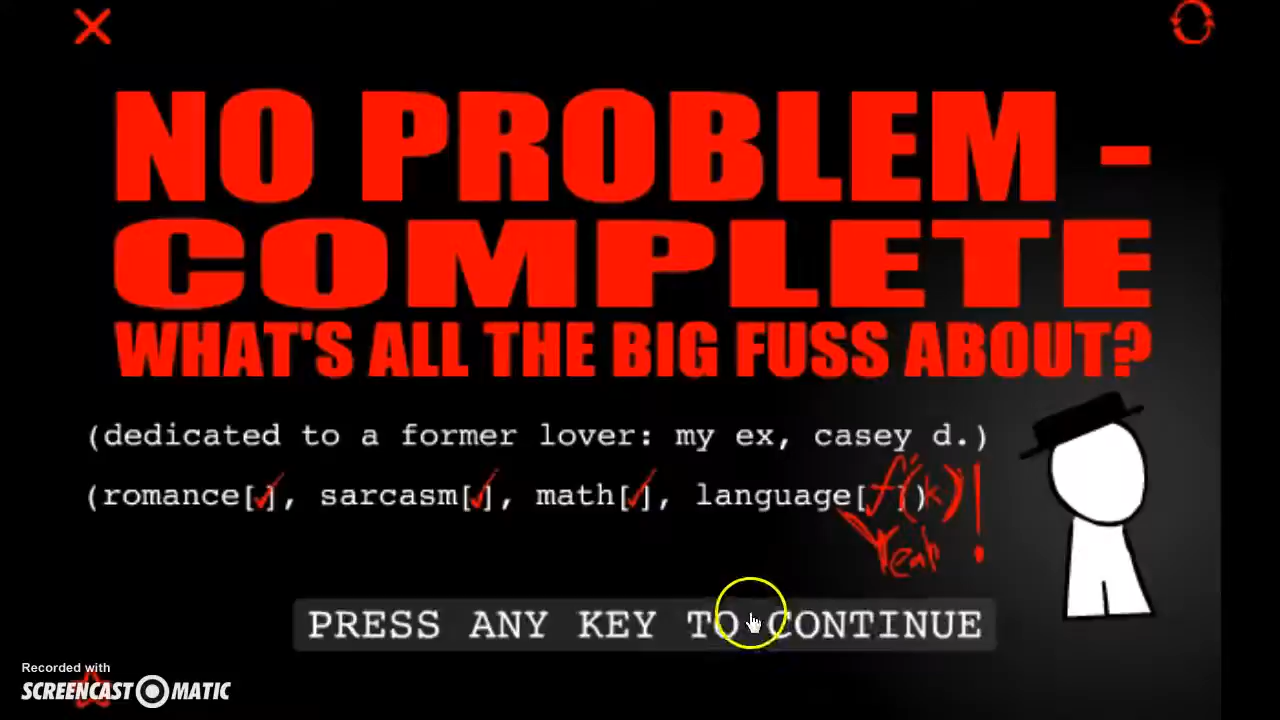 NO PROBLEM -
COMPLETE
WHAT'S ALL THE BIG FUSS ABOUT?
(dedicated to a former lover: my ex, casey d.)
(romance[✓], sarcasm[✓], math[✓], language[f'(k)])!
Yeah
PRESS ANY KEY TO CONTINUE
Recorded with
SCREENCAST-O-MATIC